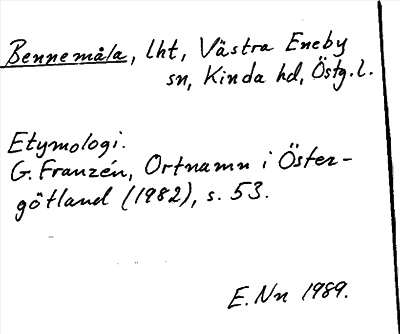 Bennemåla, lht, Västra Eneby
sn, Kinda hd, Östg.l.
Etymologi.
G. Franzén, Ortnamn i Öster-
götland (1982), s. 53.
E. Nn 1989.